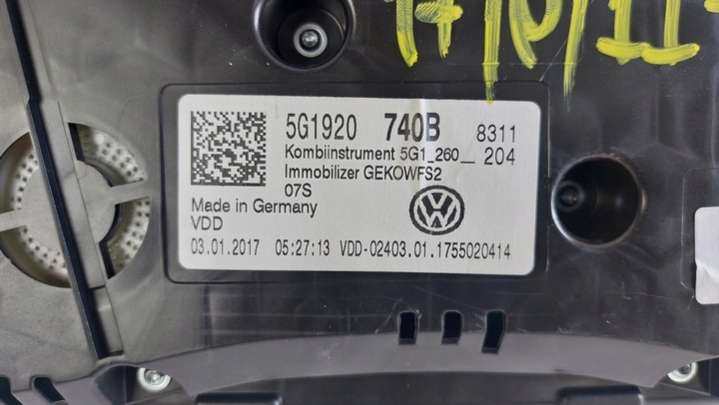 5G1920 740B 8311
Kombiinstrument 5G1_260__ 204
Immobilizer GEKOWFS2
07S
Made in Germany
VDD
03.01.2017 05:27:13 VDD-02403.01.1755020414